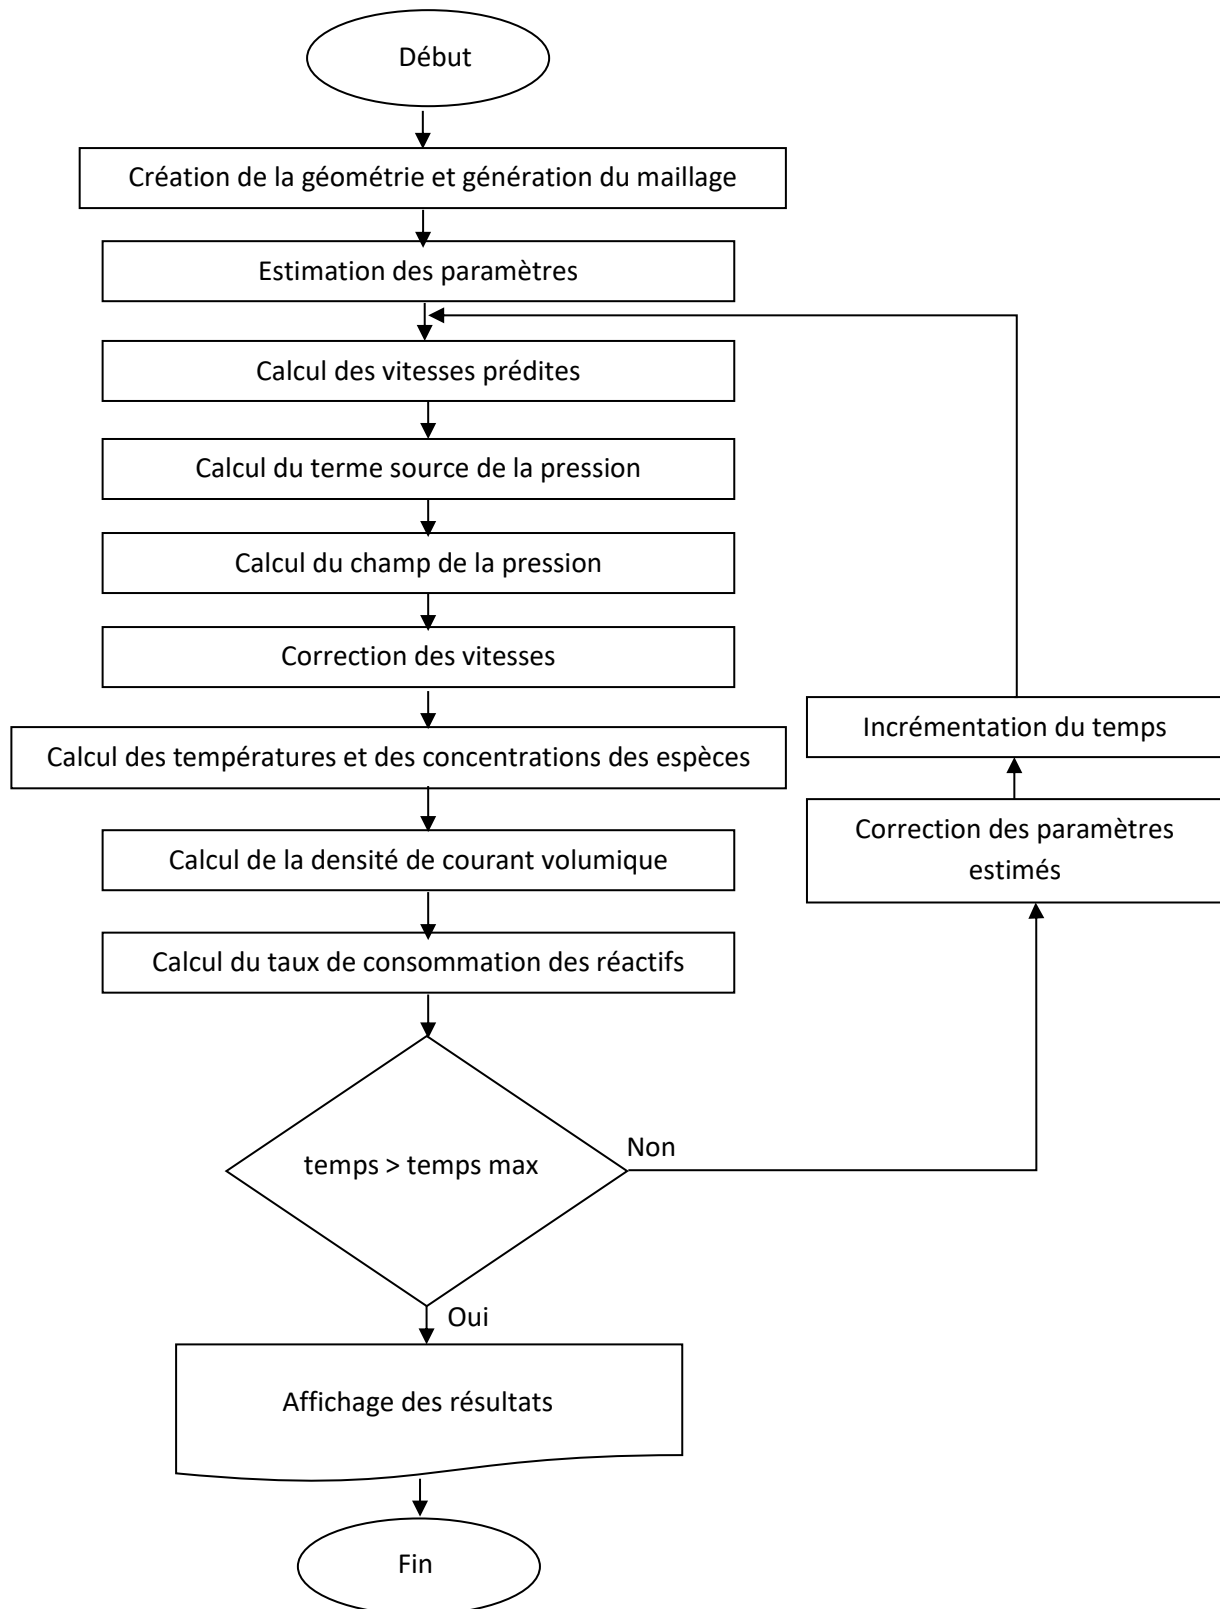 Début
Création de la géométrie et génération du maillage
Estimation des paramètres
Calcul des vitesses prédites
Calcul du terme source de la pression
Calcul du champ de la pression
Correction des vitesses
Calcul des températures et des concentrations des espèces
Calcul de la densité de courant volumique
Calcul du taux de consommation des réactifs
temps > temps max
Non
Correction des paramètres
estimés
Incrémentation du temps
Oui
Affichage des résultats
Fin